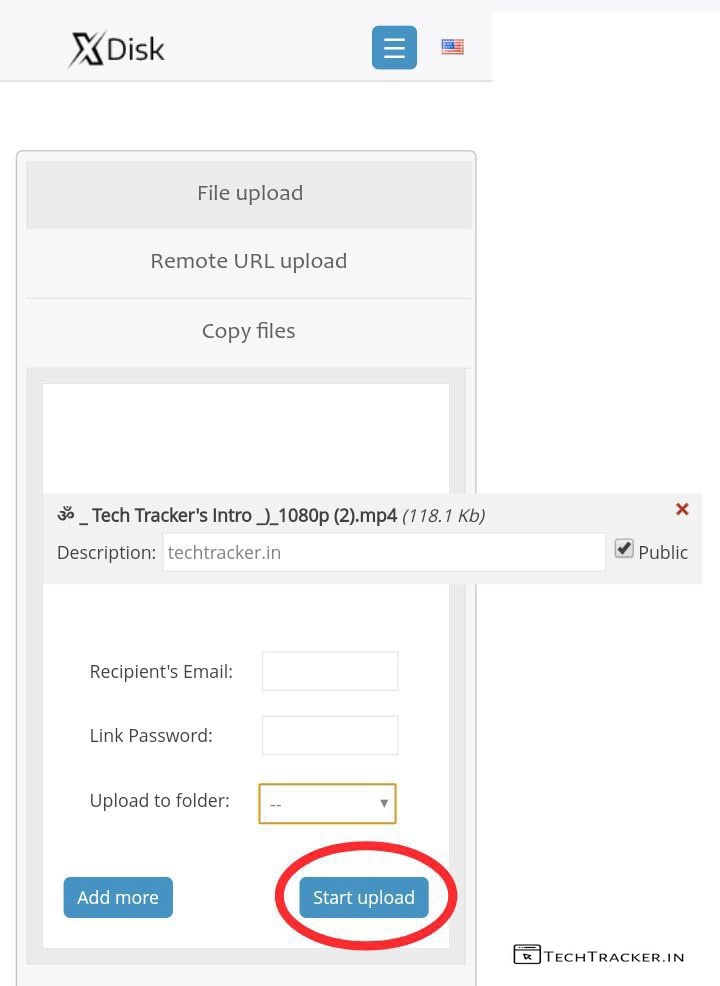 XDisk
File upload
Remote URL upload
Copy files
ॐ _ Tech Tracker's Intro _)_1080p (2).mp4 (118.1 Kb)
Description: techtracker.in Public
Recipient's Email:
Link Password:
Upload to folder: --
Add more Start upload
TECHTRACKER.IN